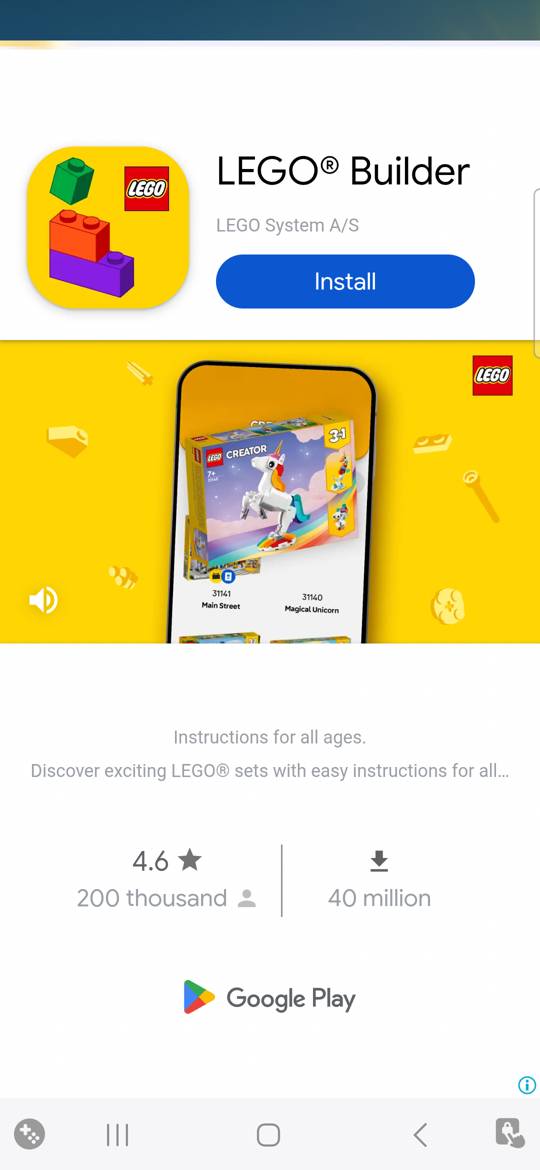 LEGO
LEGO® Builder
LEGO System A/S
Install
LEGO
LEGO CREATOR
3in1
7+
31141
Main Street
31140
Magical Unicorn
Instructions for all ages.
Discover exciting LEGO® sets with easy instructions for all...
4.6
200 thousand
40 million
Google Play